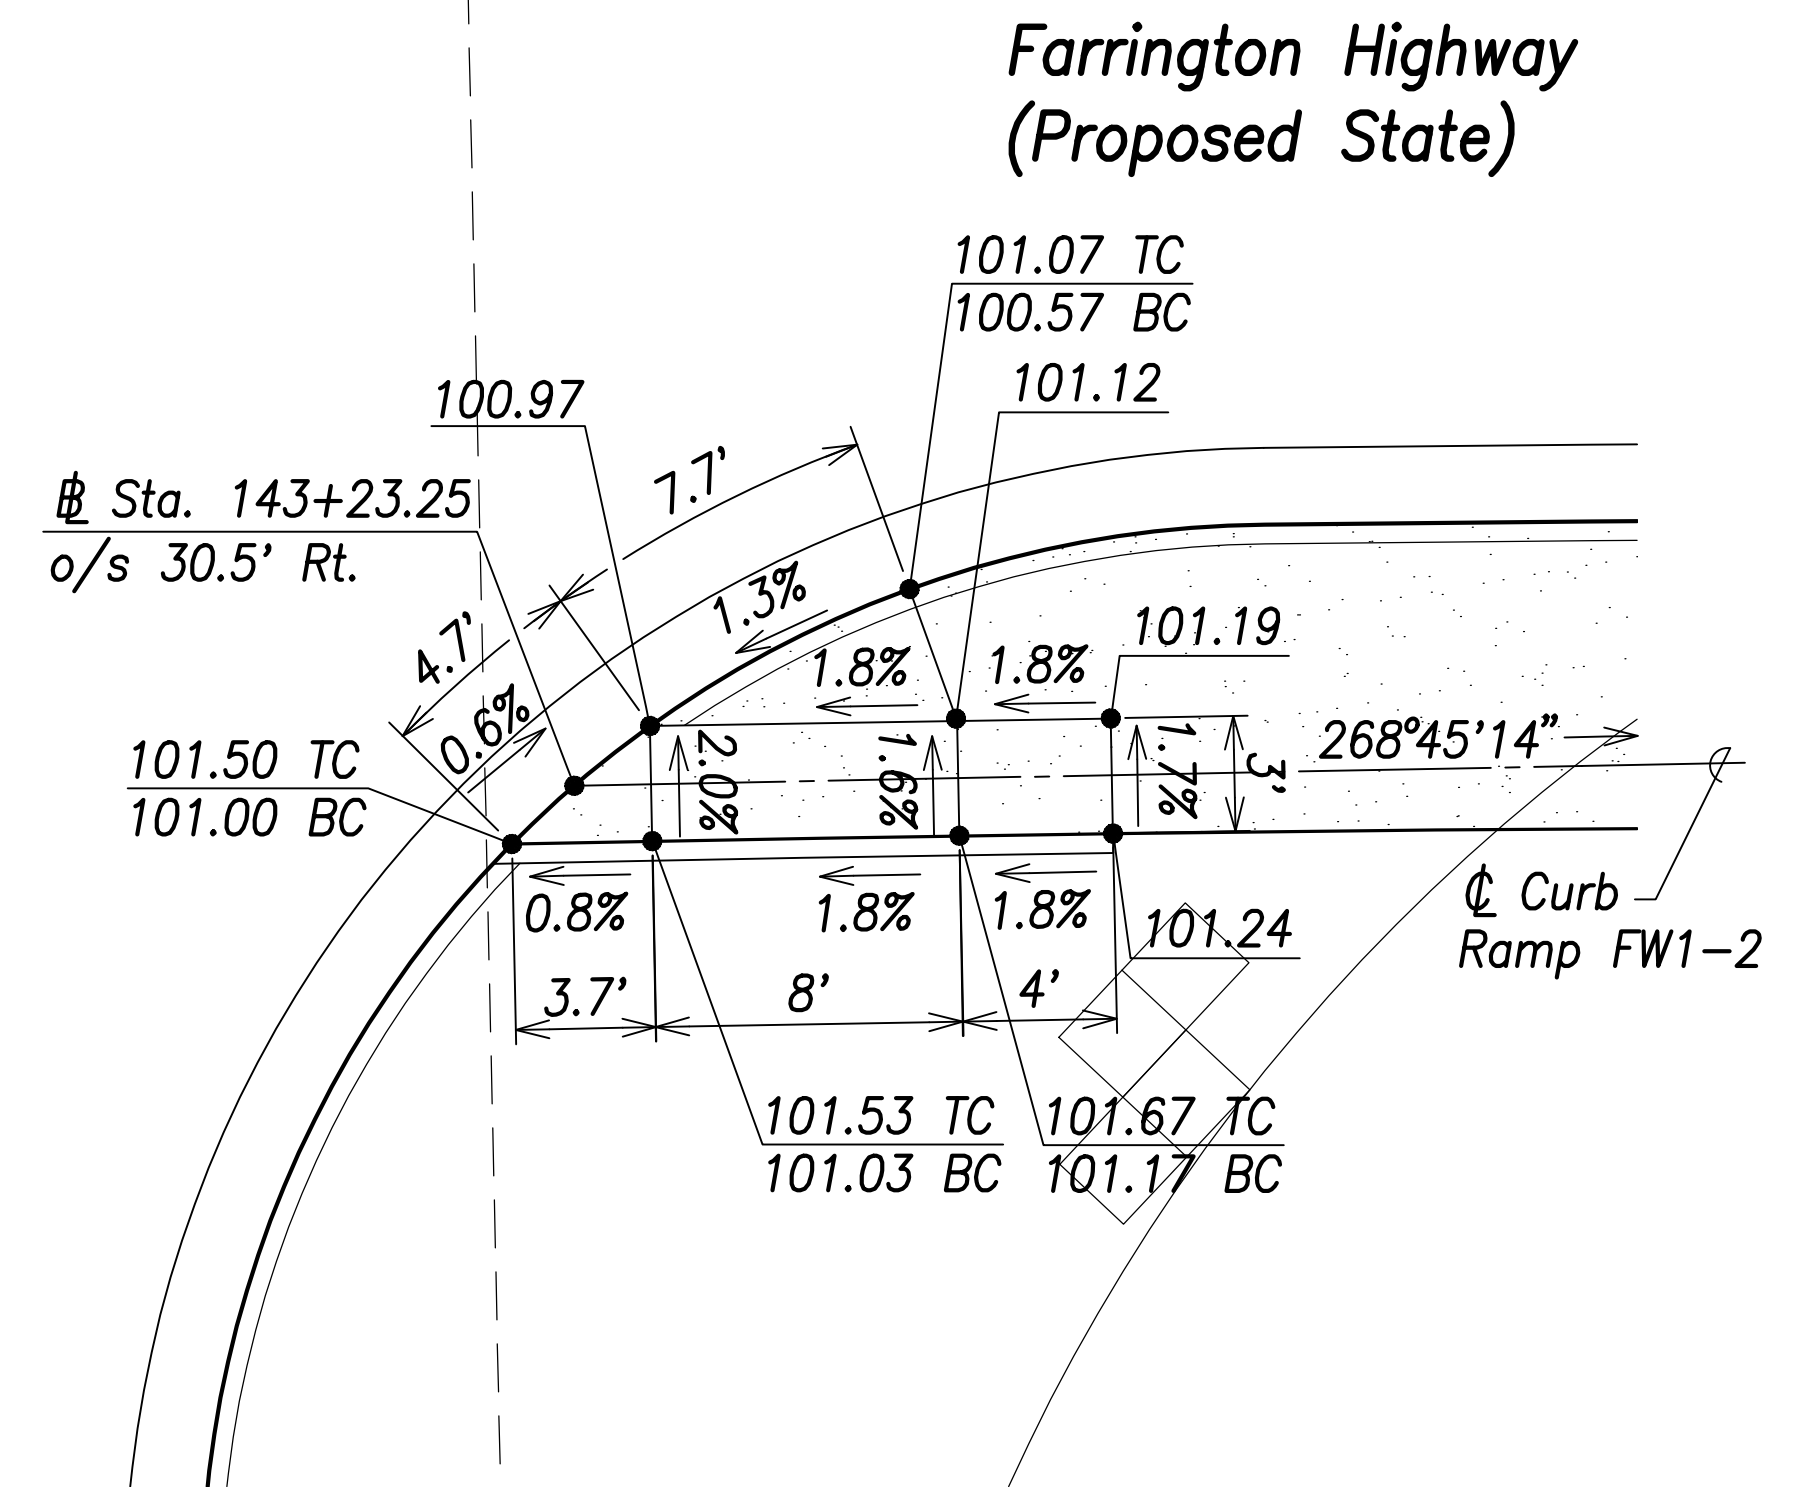 Farrington Highway
(Proposed State)
101.07 TC
100.57 BC
101.12
100.97
7.7'
℄ Sta. 143+23.25
o/s 30.5' Rt.
1.3%
4.7'
101.19
1.8%
1.8%
0.6%
268°45'14"
2.0%
1.6%
1.7%
3'
101.50 TC
101.00 BC
0.8%
1.8%
1.8%
101.24
℄ Curb
Ramp FW1-2
3.7'
8'
4'
101.53 TC
101.03 BC
101.67 TC
101.17 BC